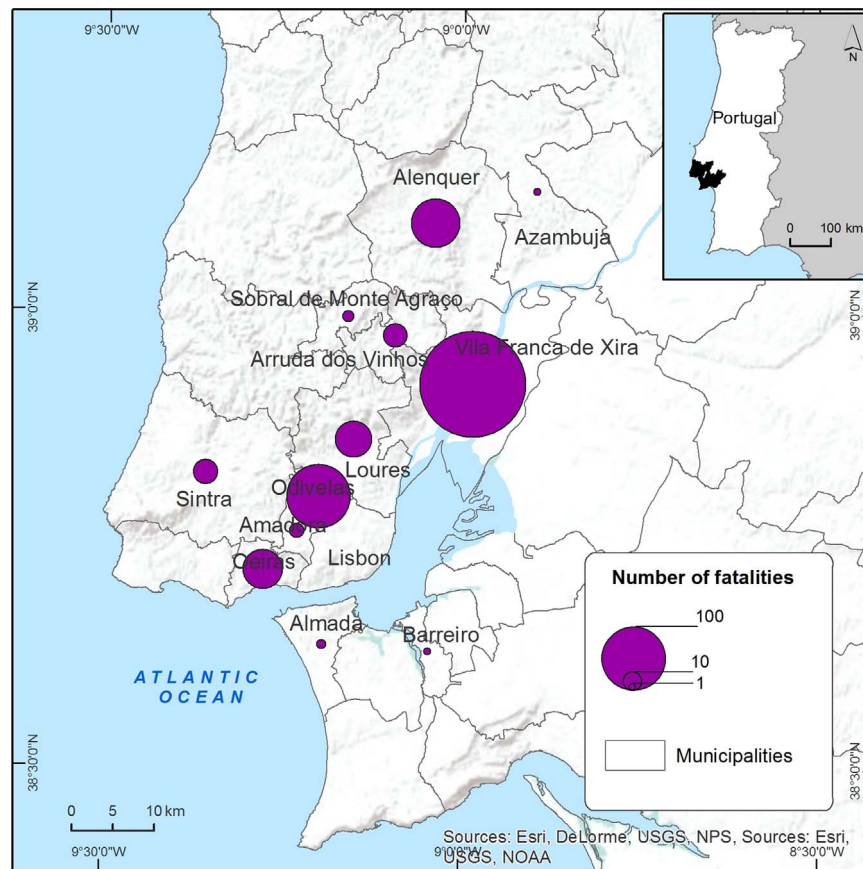 9°30'0"W
9°0'0"W
N
Portugal
0 100 km
Alenquer
Azambuja
39°0'0"N
39°0'0"N
Sobral de Monte Agraço
Arruda dos Vinhos
Vila Franca de Xira
Loures
Sintra
Odivelas
Amadora
Oeiras
Lisbon
Almada
Barreiro
ATLANTIC
OCEAN
Number of fatalities
100
10
1
Municipalities
38°30'0"N
38°30'0"N
0 5 10 km
Sources: Esri, DeLorme, USGS, NPS, Sources: Esri,
USGS, NOAA
9°30'0"W
9°0'0"W
8°30'0"W